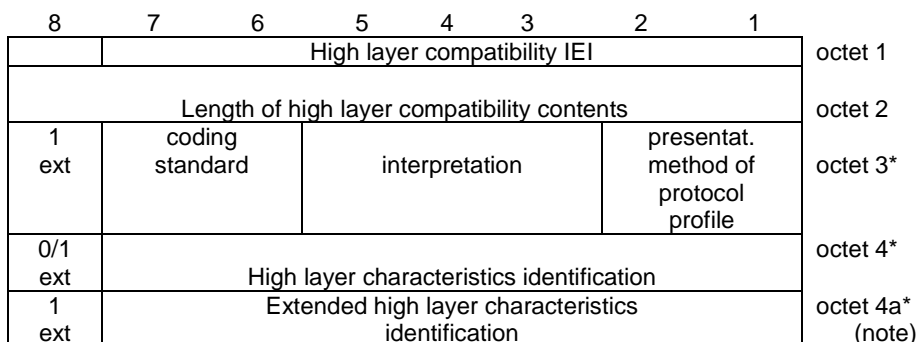 8 7 6 5 4 3 2 1
High layer compatibility IEI octet 1
Length of high layer compatibility contents octet 2
1 coding presentat.
ext standard interpretation method of octet 3*
protocol
profile
0/1 octet 4*
ext High layer characteristics identification
1 Extended high layer characteristics octet 4a*
ext identification (note)